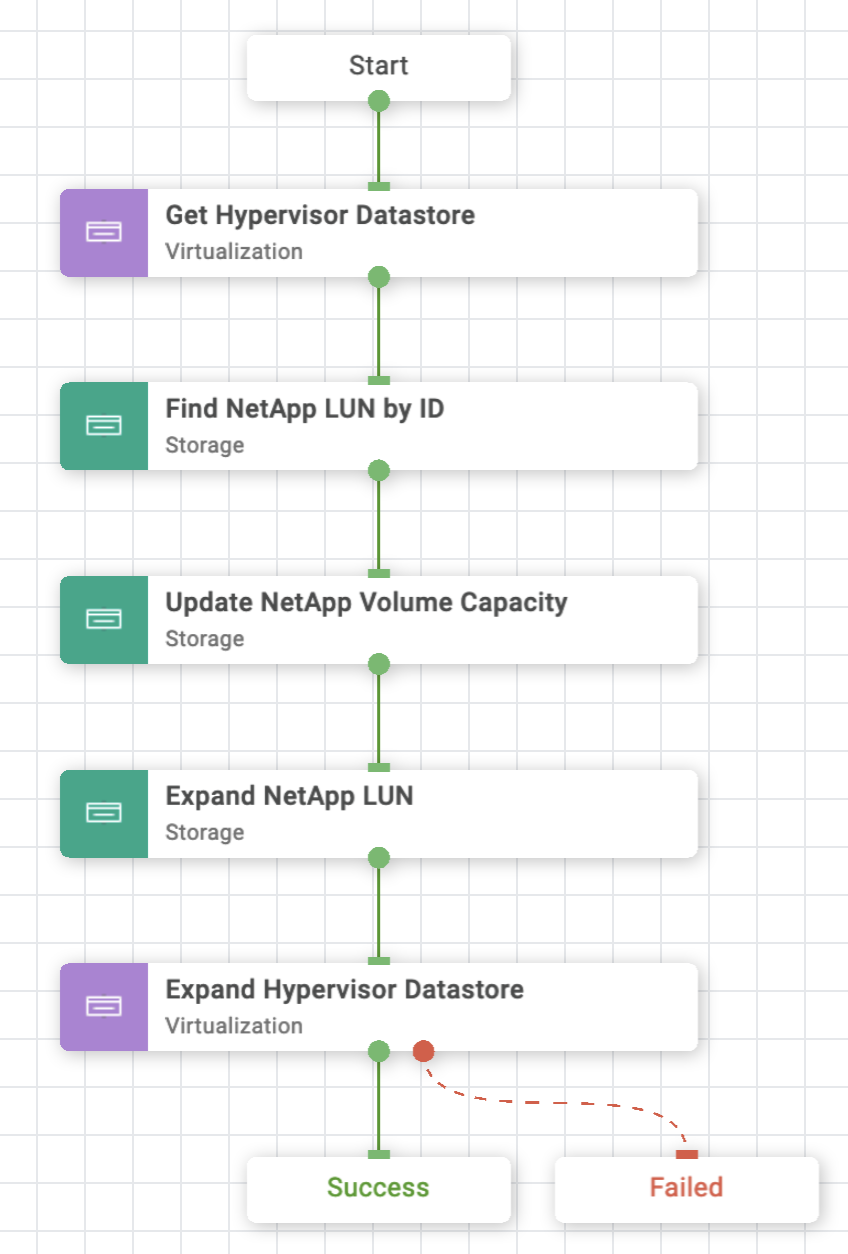 Start
Get Hypervisor Datastore
Virtualization
Find NetApp LUN by ID
Storage
Update NetApp Volume Capacity
Storage
Expand NetApp LUN
Storage
Expand Hypervisor Datastore
Virtualization
Success
Failed